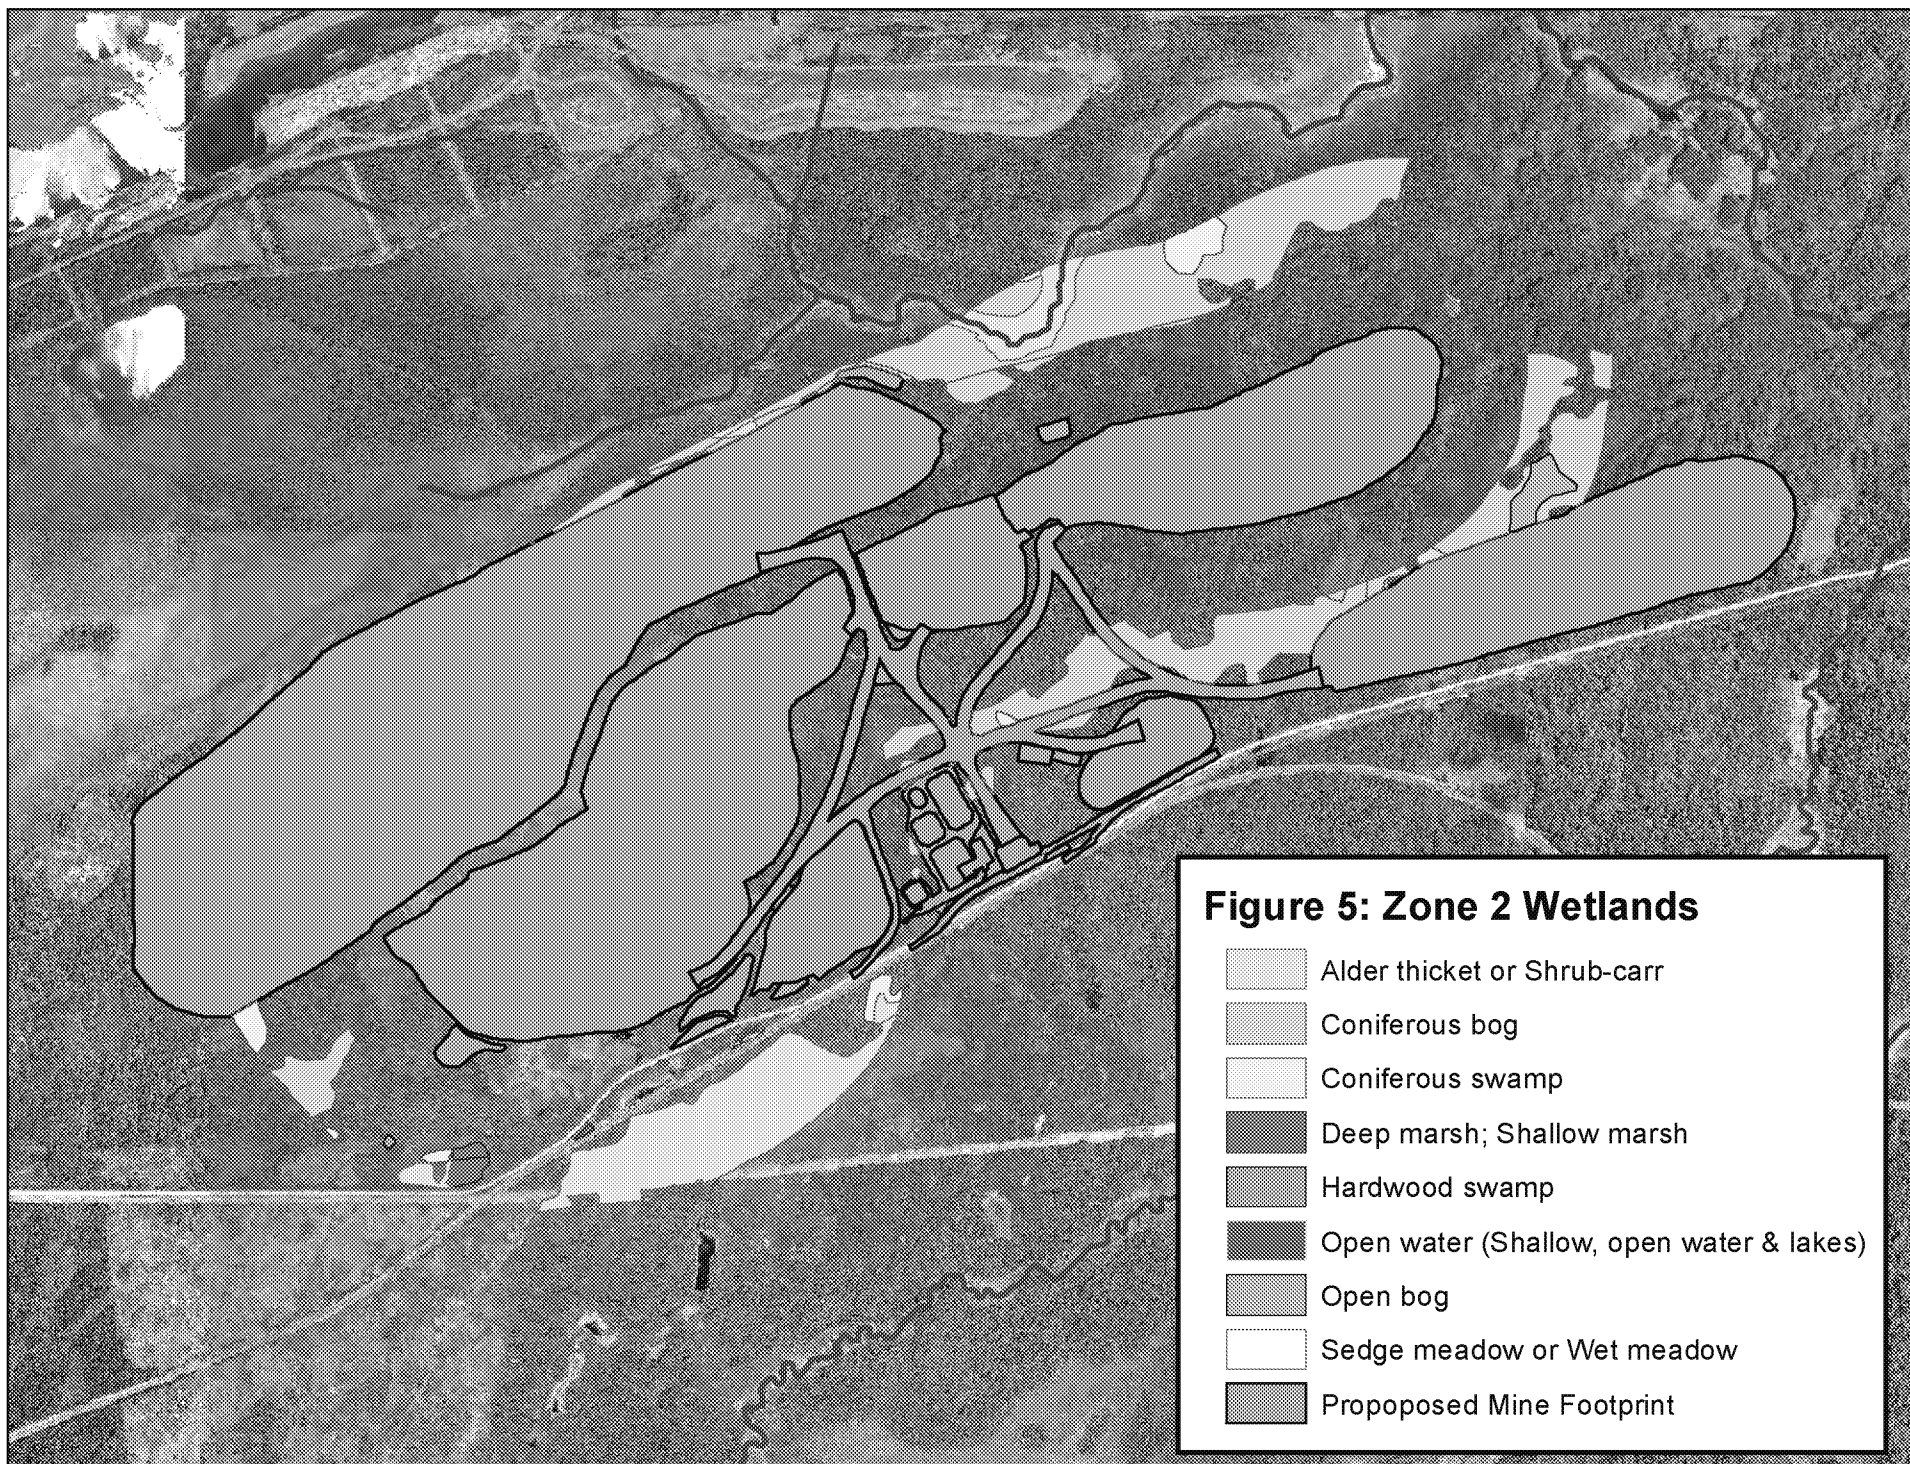 Figure 5: Zone 2 Wetlands
Alder thicket or Shrub-carr
Coniferous bog
Coniferous swamp
Deep marsh; Shallow marsh
Hardwood swamp
Open water (Shallow, open water & lakes)
Open bog
Sedge meadow or Wet meadow
Propoposed Mine Footprint